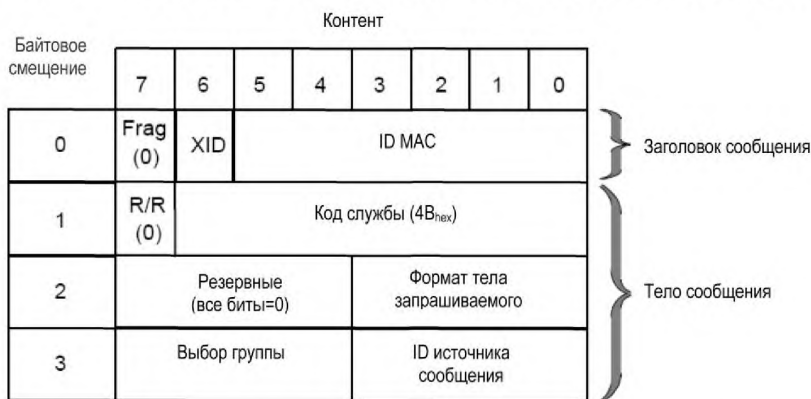 Контент
Байтовое
смещение
7 6 5 4 3 2 1 0
0 Frag (0) XID ID MAC Заголовок сообщения
1 R/R (0) Код службы (4Bhex)
2 Резервные (все биты=0) Формат тела запрашиваемого
Тело сообщения
3 Выбор группы ID источника сообщения